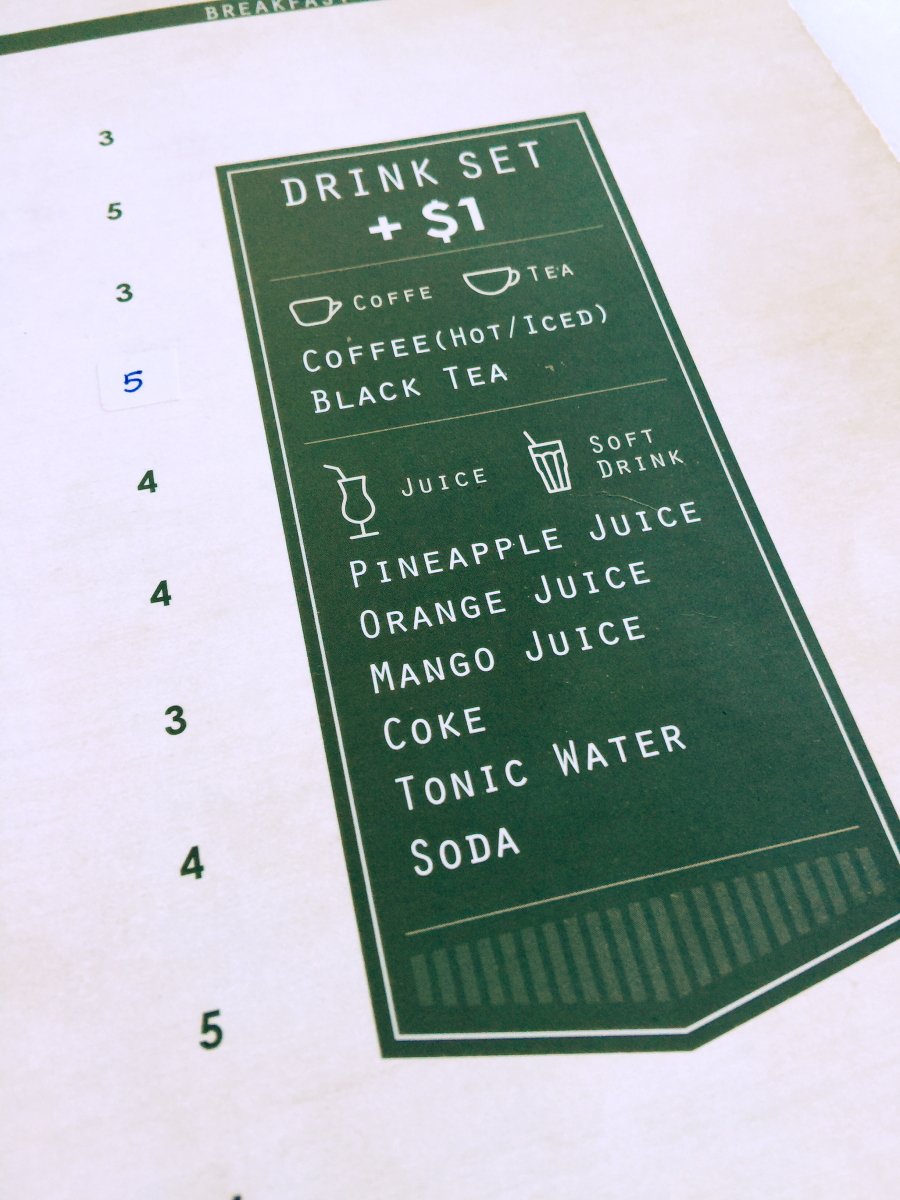 BREAKFAST
3
5
3
5
4
4
3
4
5
DRINK SET
+ $1
COFFE TEA
COFFEE(HOT/ICED)
BLACK TEA
JUICE SOFT
DRINK
PINEAPPLE JUICE
ORANGE JUICE
MANGO JUICE
COKE
TONIC WATER
SODA